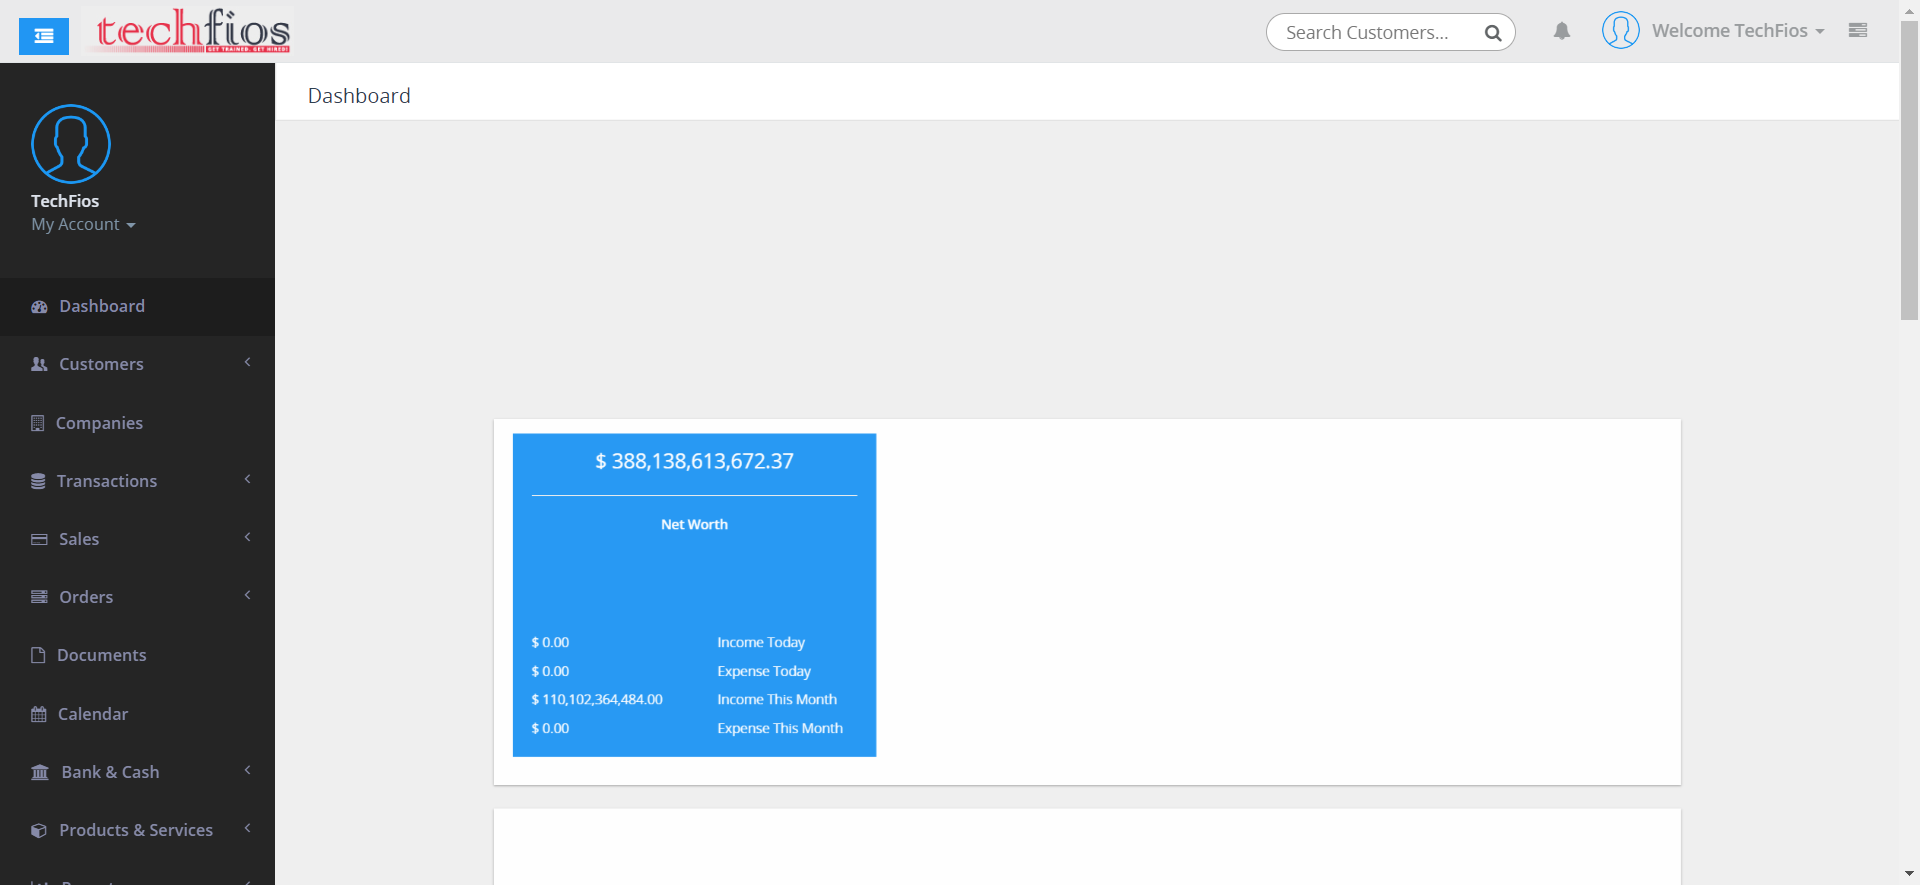 techfios
GET TRAINED. GET HIRED!
Search Customers...
Welcome TechFios
TechFios
My Account
Dashboard
Customers
Companies
Transactions
Sales
Orders
Documents
Calendar
Bank & Cash
Products & Services
Dashboard
$ 388,138,613,672.37
Net Worth
$ 0.00 Income Today
$ 0.00 Expense Today
$ 110,102,364,484.00 Income This Month
$ 0.00 Expense This Month